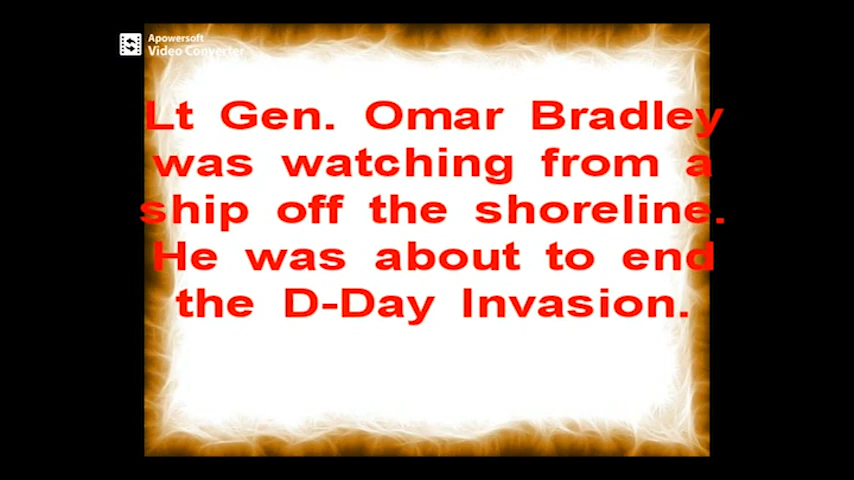 Apowersoft
Video Converter
Lt Gen. Omar Bradley
was watching from a
ship off the shoreline.
He was about to end
the D-Day Invasion.